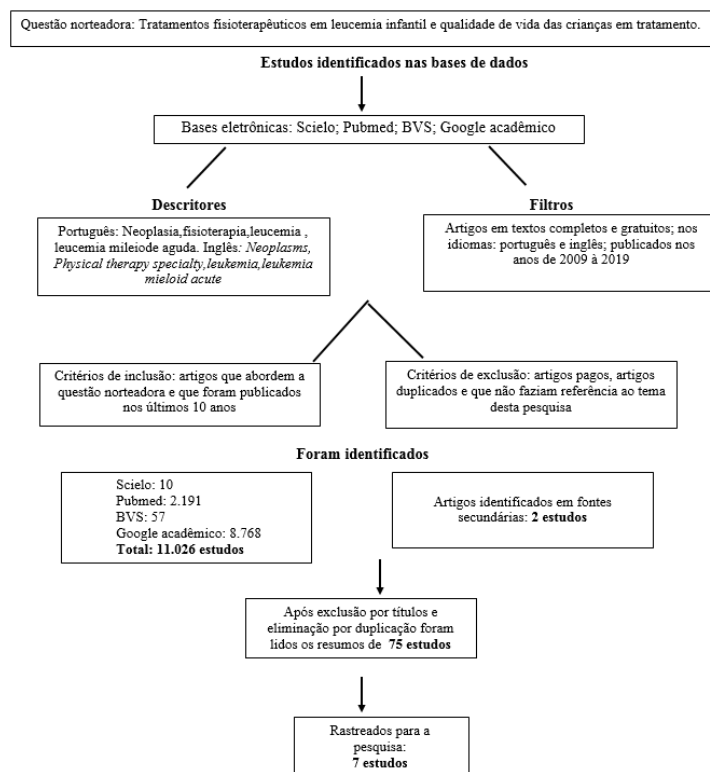 Questão norteadora: Tratamentos fisioterapêuticos em leucemia infantil e qualidade de vida das crianças em tratamento.
Estudos identificados nas bases de dados
Bases eletrônicas: Scielo; Pubmed; BVS; Google acadêmico
Descritores
Português: Neoplasia,fisioterapia,leucemia ,
leucemia mileiode aguda. Inglês: Neoplasms,
Physical therapy specialty,leukemia,leukemia
mieloid acute
Filtros
Artigos em textos completos e gratuitos; nos
idiomas: português e inglês; publicados nos
anos de 2009 à 2019
Critérios de inclusão: artigos que abordem a
questão norteadora e que foram publicados
nos últimos 10 anos
Critérios de exclusão: artigos pagos, artigos
duplicados e que não faziam referência ao tema
desta pesquisa
Foram identificados
Scielo: 10
Pubmed: 2.191
BVS: 57
Google acadêmico: 8.768
Total: 11.026 estudos
Artigos identificados em fontes
secundárias: 2 estudos
Após exclusão por títulos e
eliminação por duplicação foram
lidos os resumos de 75 estudos
Rastreados para a
pesquisa:
7 estudos